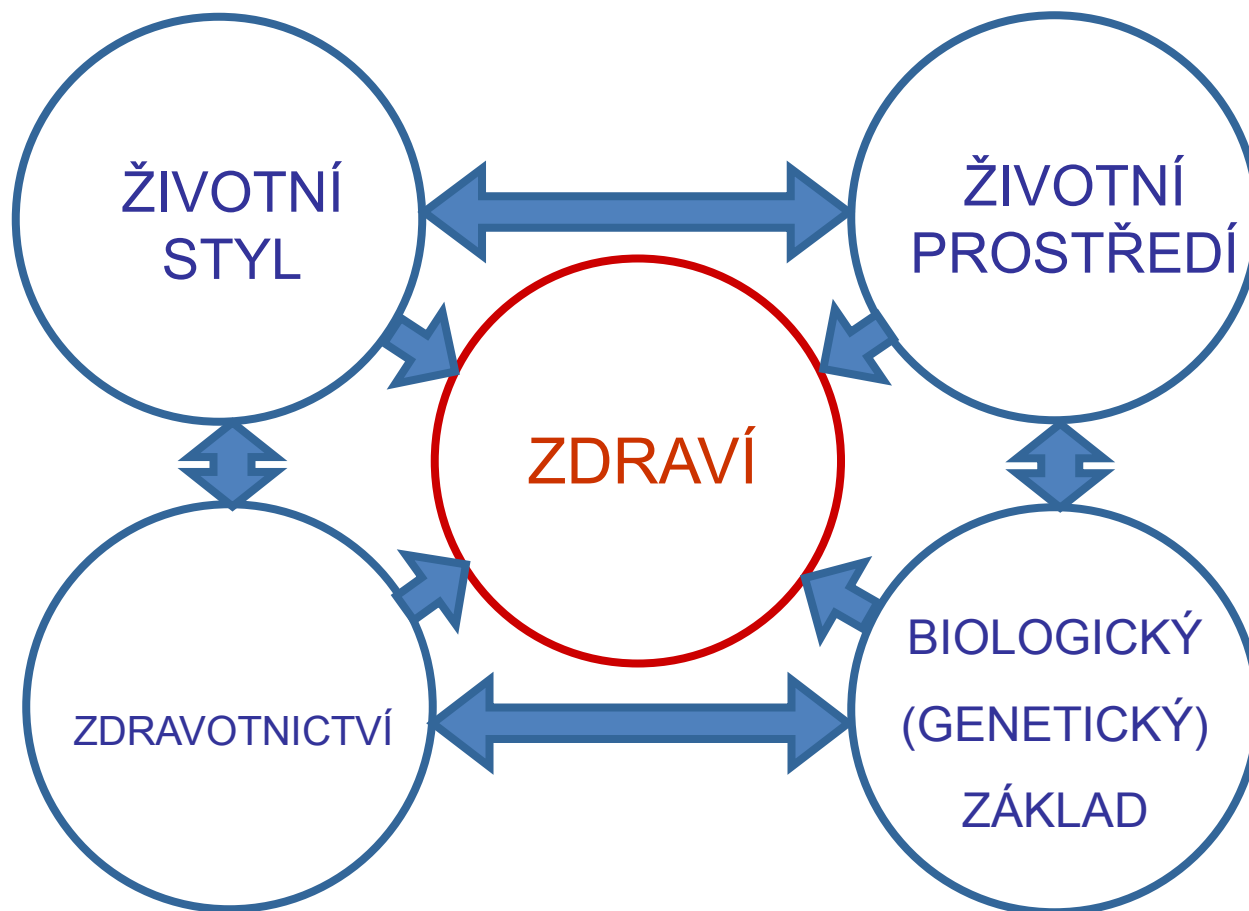 ŽIVOTNÍ
STYL
ŽIVOTNÍ
PROSTŘEDÍ
ZDRAVÍ
ZDRAVOTNICTVÍ
BIOLOGICKÝ
(GENETICKÝ)
ZÁKLAD